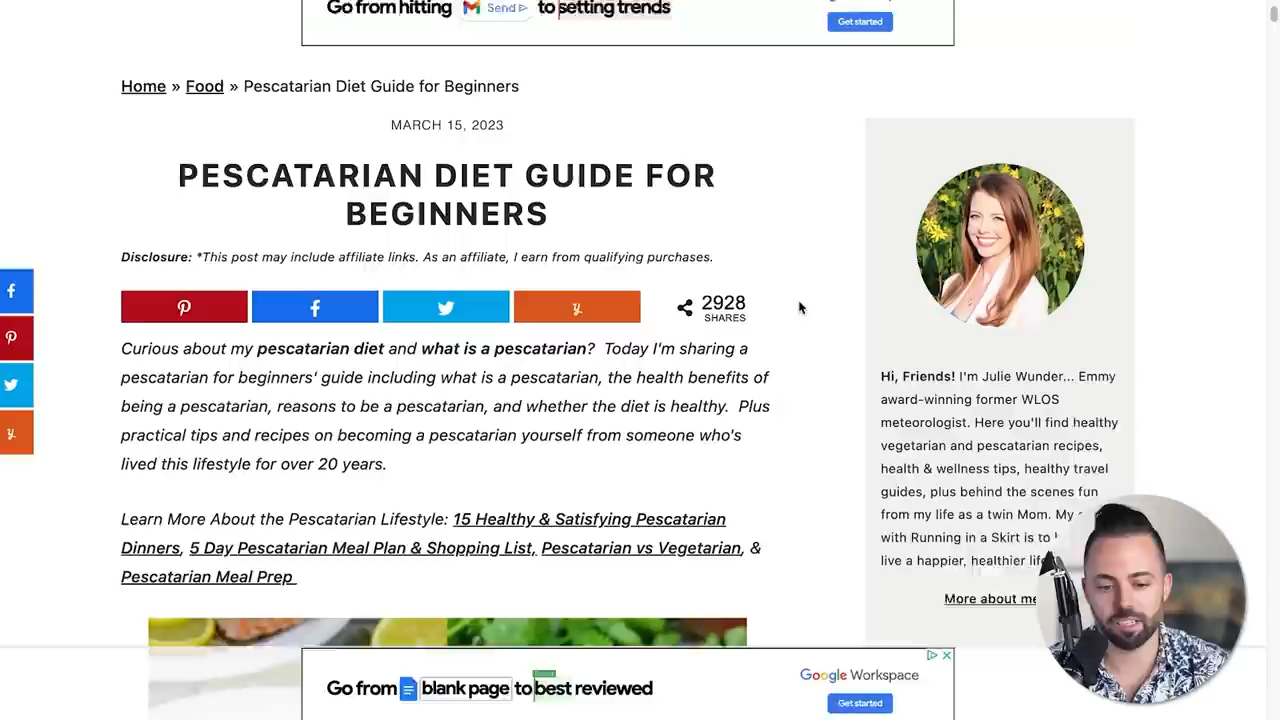 Go from hitting Send to setting trends
Get started
Home » Food » Pescatarian Diet Guide for Beginners
MARCH 15, 2023
PESCATARIAN DIET GUIDE FOR
BEGINNERS
Disclosure: *This post may include affiliate links. As an affiliate, I earn from qualifying purchases.
2928
SHARES
Curious about my pescatarian diet and what is a pescatarian? Today I'm sharing a
pescatarian for beginners' guide including what is a pescatarian, the health benefits of
being a pescatarian, reasons to be a pescatarian, and whether the diet is healthy. Plus
practical tips and recipes on becoming a pescatarian yourself from someone who's
lived this lifestyle for over 20 years.
Learn More About the Pescatarian Lifestyle: 15 Healthy & Satisfying Pescatarian
Dinners, 5 Day Pescatarian Meal Plan & Shopping List, Pescatarian vs Vegetarian, &
Pescatarian Meal Prep
Hi, Friends! I'm Julie Wunder... Emmy
award-winning former WLOS
meteorologist. Here you'll find healthy
vegetarian and pescatarian recipes,
health & wellness tips, healthy travel
guides, plus behind the scenes fun
from my life as a twin Mom. My
with Running in a Skirt is to
live a happier, healthier
More about me
Go from blank page to best reviewed
Google Workspace
Get started